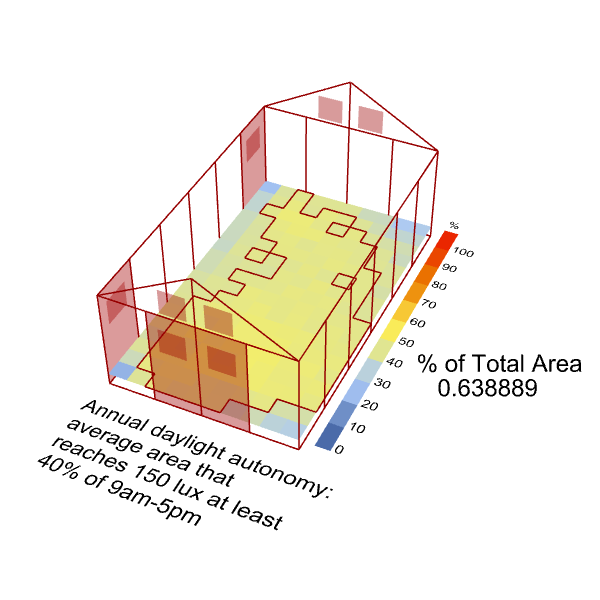 %
100
90
80
70
60
50
40
30
20
10
0
% of Total Area
0.638889
Annual daylight autonomy:
average area that
reaches 150 lux at least
40% of 9am-5pm